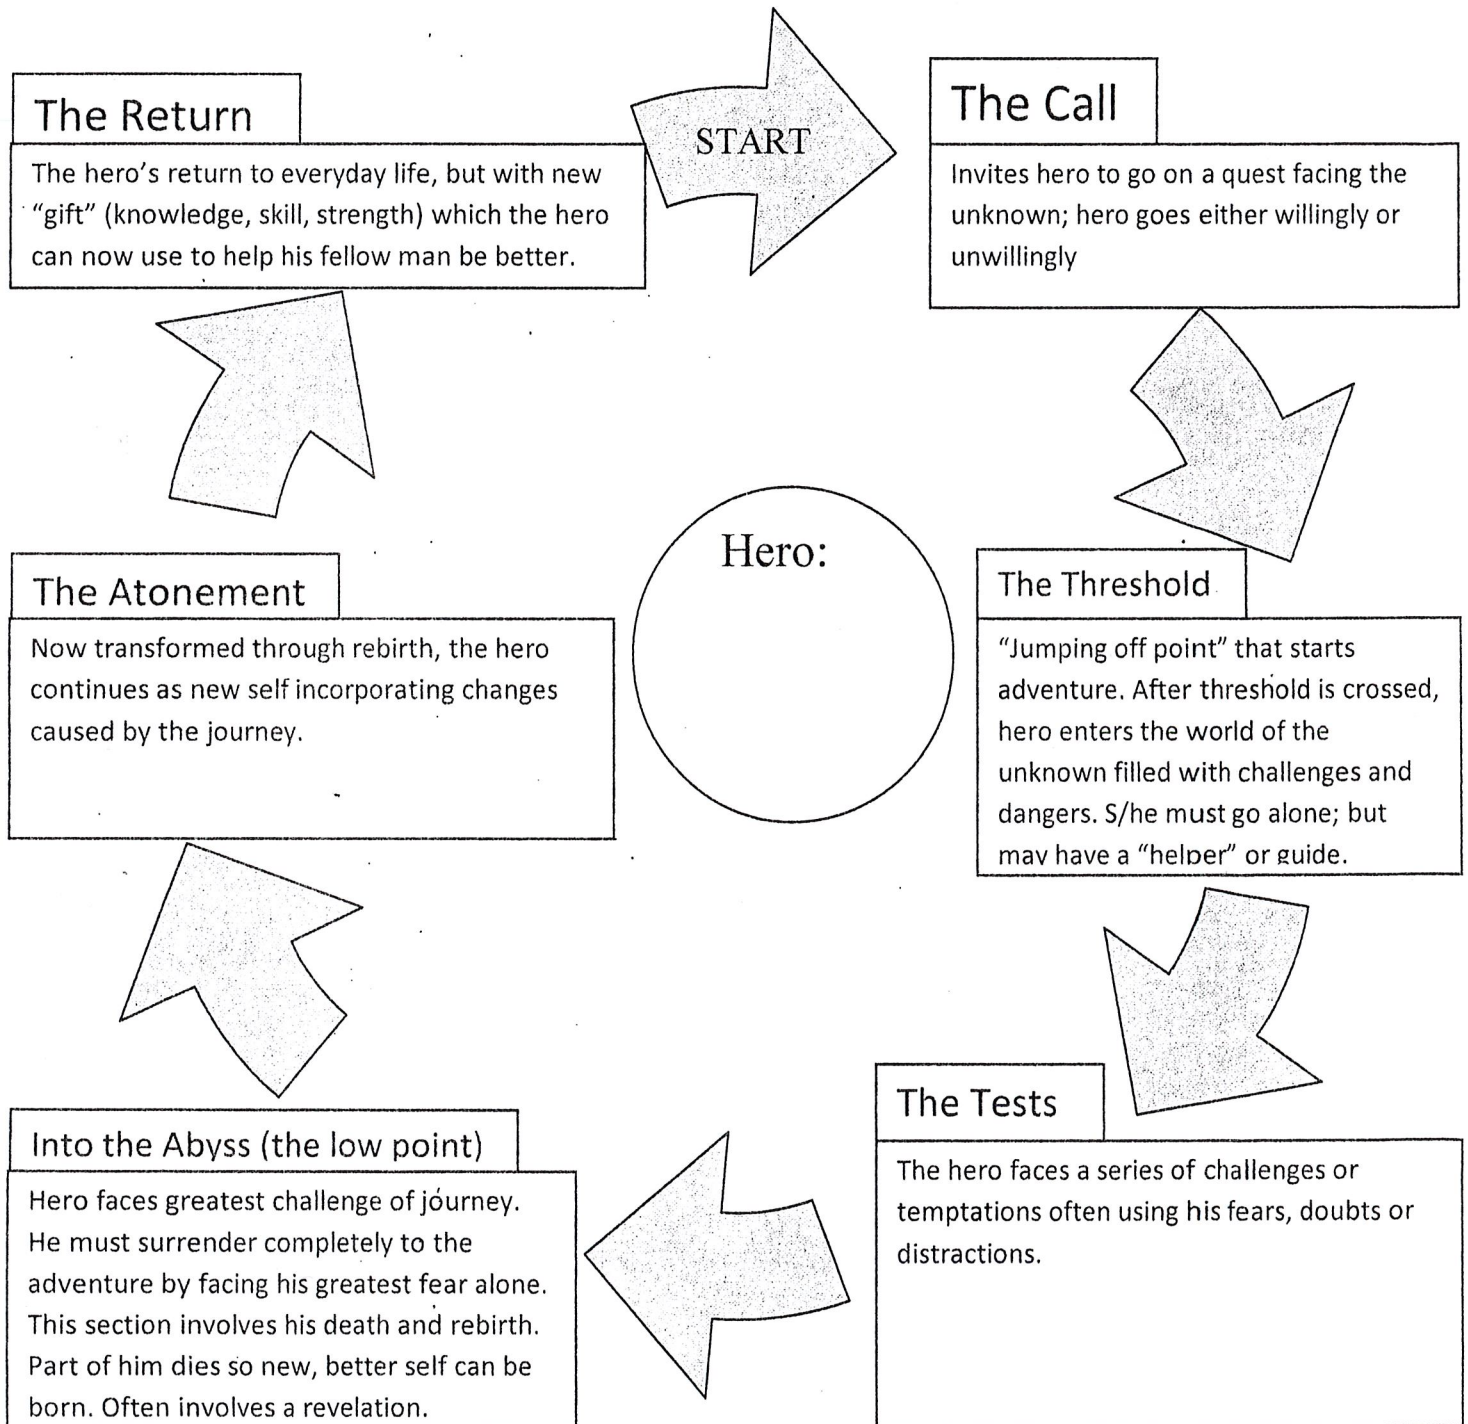 START
The Call
Invites hero to go on a quest facing the
unknown; hero goes either willingly or
unwillingly
The Threshold
“Jumping off point” that starts
adventure. After threshold is crossed,
hero enters the world of the
unknown filled with challenges and
dangers. S/he must go alone; but
may have a “helper” or guide.
The Tests
The hero faces a series of challenges or
temptations often using his fears, doubts or
distractions.
Into the Abyss (the low point)
Hero faces greatest challenge of journey.
He must surrender completely to the
adventure by facing his greatest fear alone.
This section involves his death and rebirth.
Part of him dies so new, better self can be
born. Often involves a revelation.
The Atonement
Now transformed through rebirth, the hero
continues as new self incorporating changes
caused by the journey.
The Return
The hero’s return to everyday life, but with new
“gift” (knowledge, skill, strength) which the hero
can now use to help his fellow man be better.
Hero: